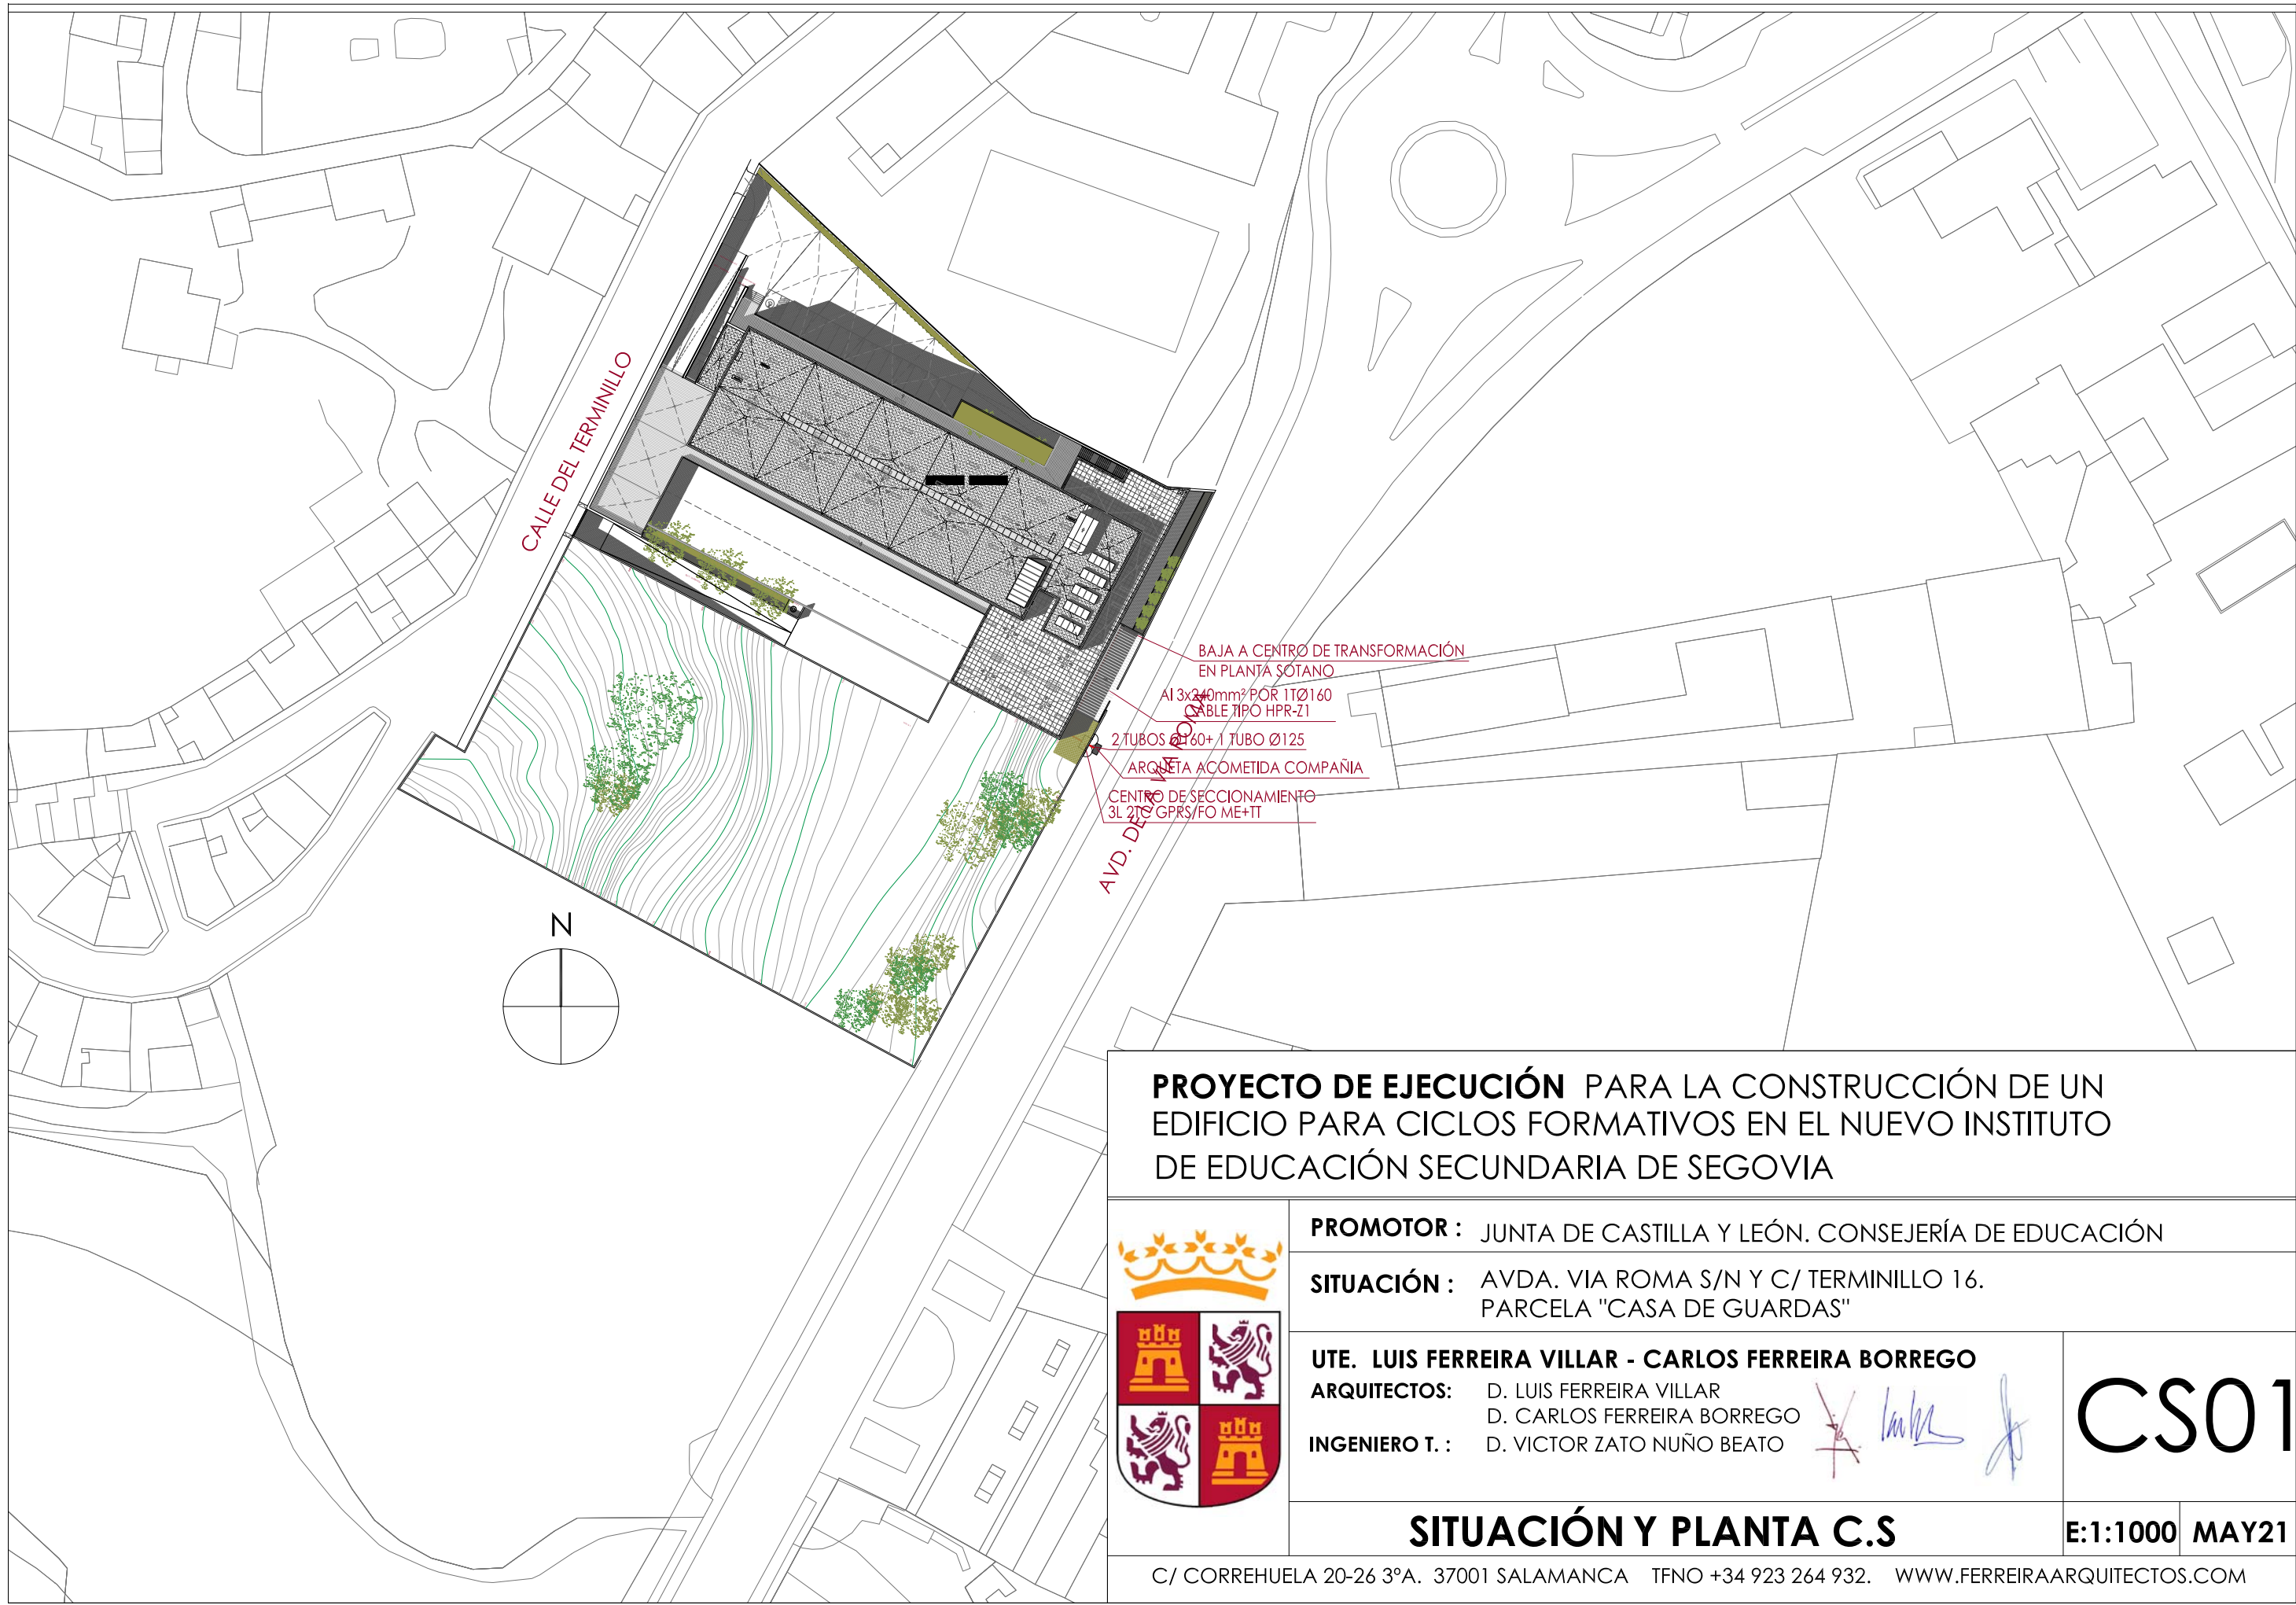 CALLE DEL TERMINILLO
BAJA A CENTRO DE TRANSFORMACIÓN
EN PLANTA SOTANO
Al 3x240mm² POR 1TØ160
CABLE TIPO HPR-Z1
2 TUBOS Ø160+ 1 TUBO Ø125
ARQUETA ACOMETIDA COMPAÑIA
CENTRO DE SECCIONAMIENTO
3L 2TC GPRS/FO ME+TT
AVD. DE LA VIA ROMA
N
PROYECTO DE EJECUCIÓN PARA LA CONSTRUCCIÓN DE UN
EDIFICIO PARA CICLOS FORMATIVOS EN EL NUEVO INSTITUTO
DE EDUCACIÓN SECUNDARIA DE SEGOVIA
PROMOTOR : JUNTA DE CASTILLA Y LEÓN. CONSEJERÍA DE EDUCACIÓN
SITUACIÓN : AVDA. VIA ROMA S/N Y C/ TERMINILLO 16.
PARCELA "CASA DE GUARDAS"
UTE. LUIS FERREIRA VILLAR - CARLOS FERREIRA BORREGO
ARQUITECTOS: D. LUIS FERREIRA VILLAR
D. CARLOS FERREIRA BORREGO
INGENIERO T. : D. VICTOR ZATO NUÑO BEATO
CS01
SITUACIÓN Y PLANTA C.S
E:1:1000 MAY21
C/ CORREHUELA 20-26 3ºA. 37001 SALAMANCA TFNO +34 923 264 932. WWW.FERREIRAARQUITECTOS.COM